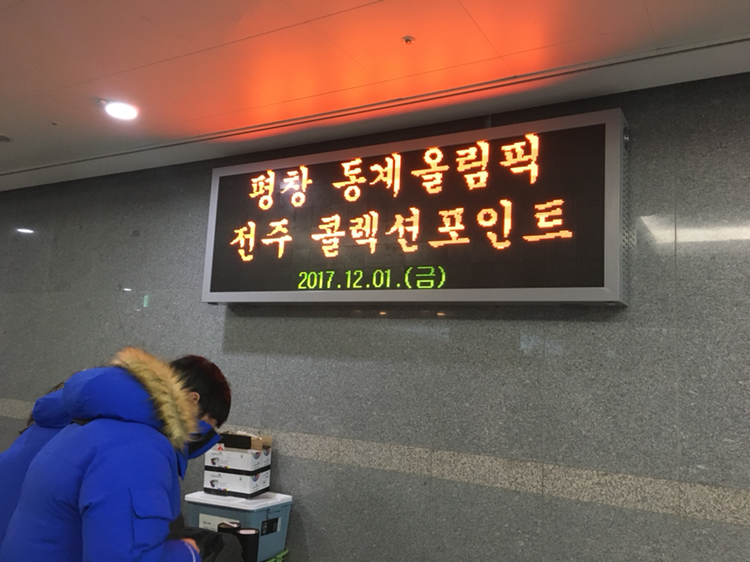 평창 동계올림픽
전주 콜렉션포인트
2017.12.01.(금)